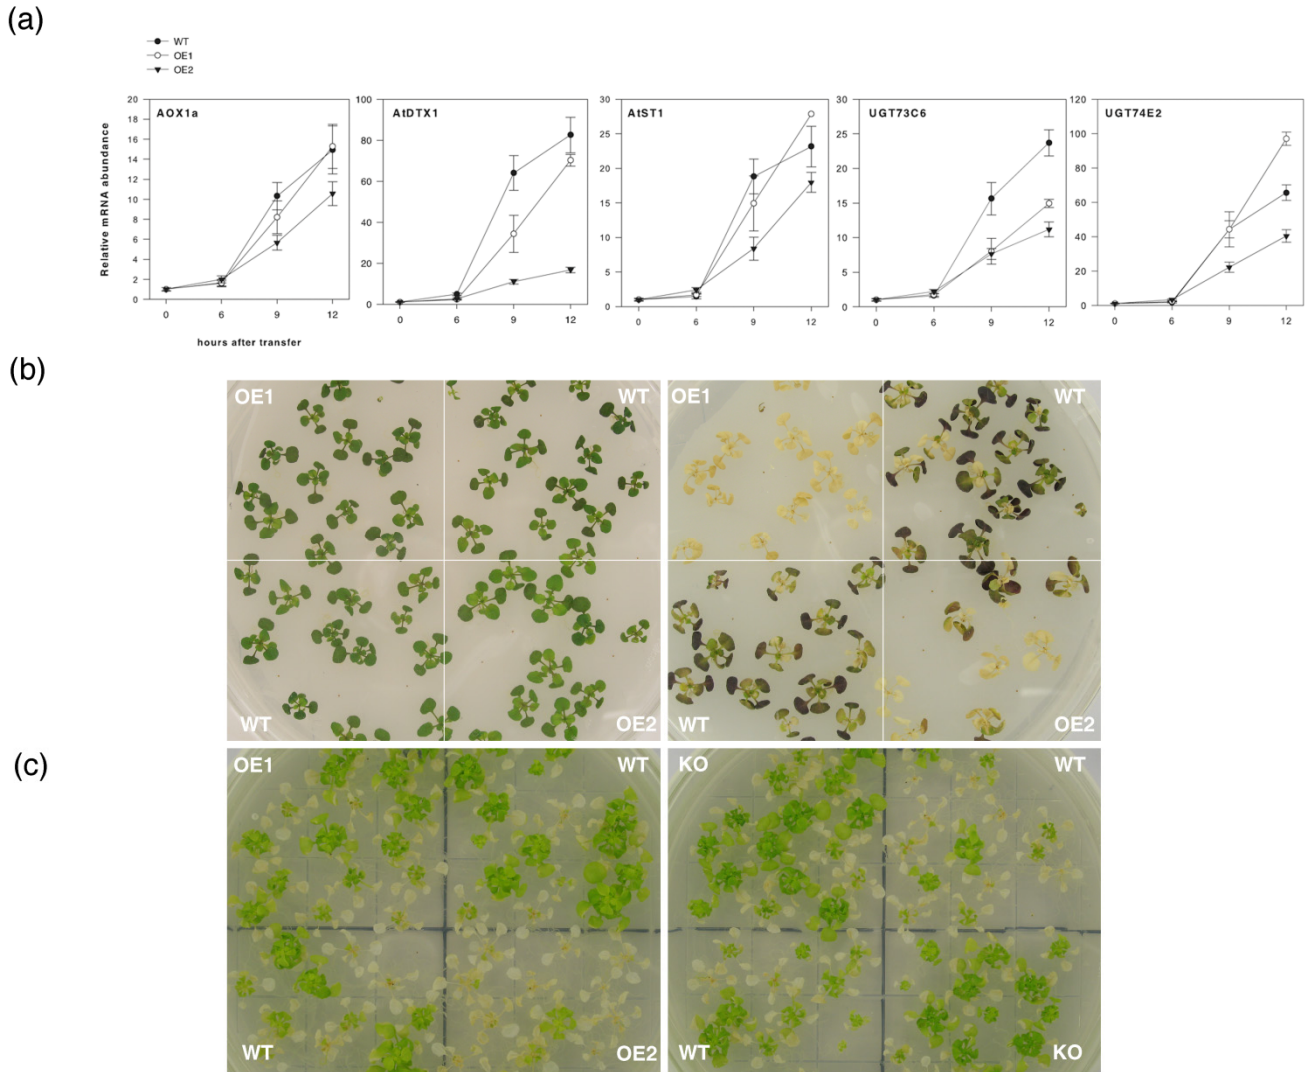 (a)
WT
OE1
OE2
Relative mRNA abundance
AOX1a
20
18
16
14
12
10
8
6
4
2
0
0 6 9 12
hours after transfer
AtDTX1
100
80
60
40
20
0
0 6 9 12
AtST1
30
25
20
15
10
5
0
0 6 9 12
UGT73C6
30
25
20
15
10
5
0
0 6 9 12
UGT74E2
120
100
80
60
40
20
0
0 6 9 12
(b)
OE1 WT
WT OE2
OE1 WT
WT OE2
(c)
OE1 WT
WT OE2
KO WT
WT KO